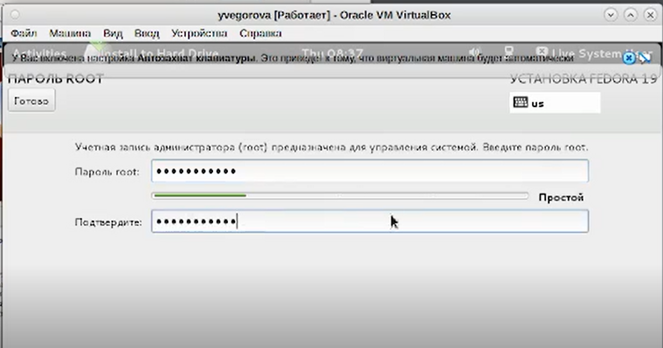 yvegorova [Работает] - Oracle VM VirtualBox
Файл Машина Вид Ввод Устройства Справка
Activities Install to Hard Drive Thu 08:37 Live System User
У Вас включена настройка Автозахват клавиатуры. Это приведет к тому, что виртуальная машина будет автоматически
ПАРОЛЬ ROOT УСТАНОВКА FEDORA 19
Готово us
Учетная запись администратора (root) предназначена для управления системой. Введите пароль root.
Пароль root: •••••••••••
Простой
Подтвердите: •••••••••••